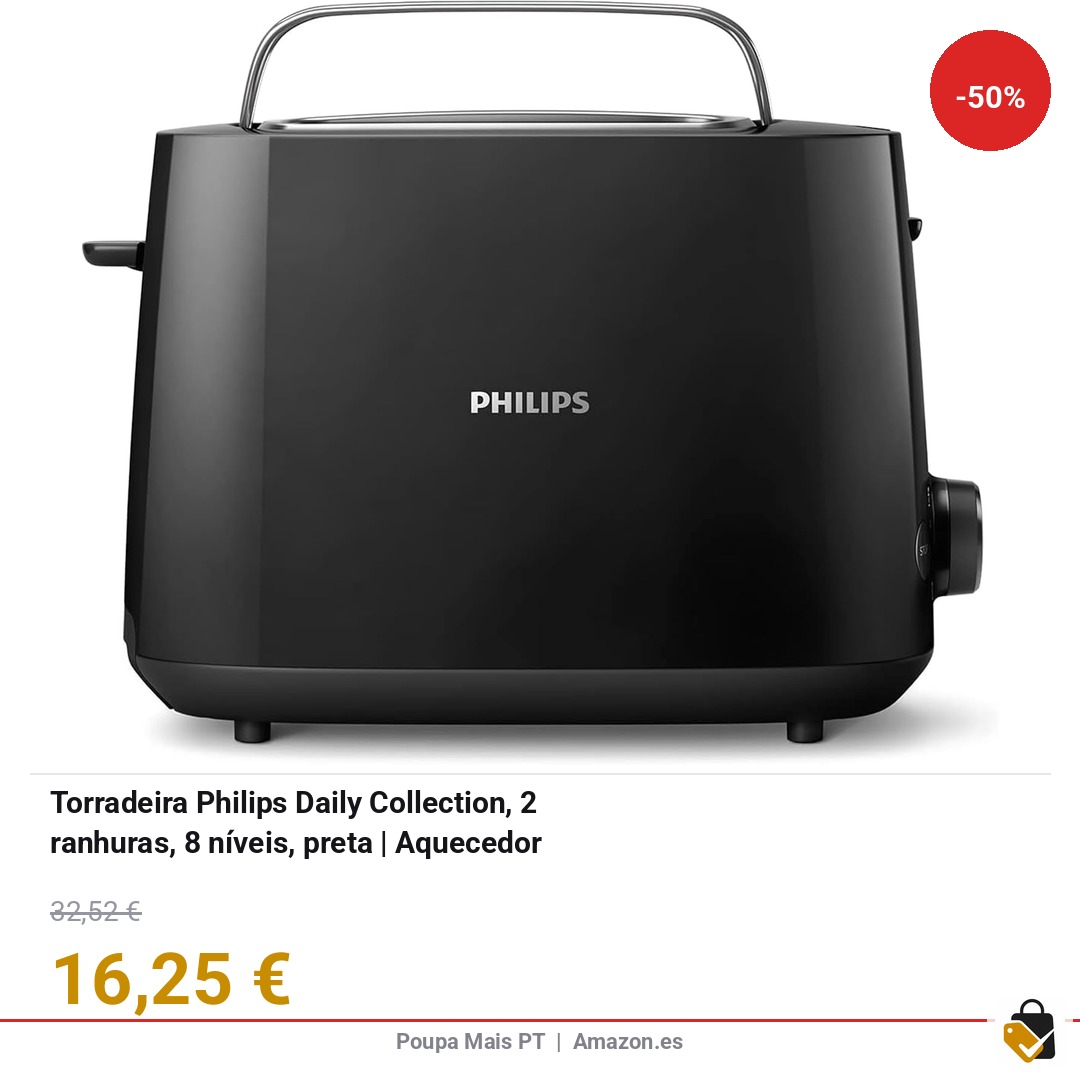 -50%
PHILIPS
Torradeira Philips Daily Collection, 2
ranhuras, 8 níveis, preta | Aquecedor
32,52 €
16,25 €
Poupa Mais PT | Amazon.es